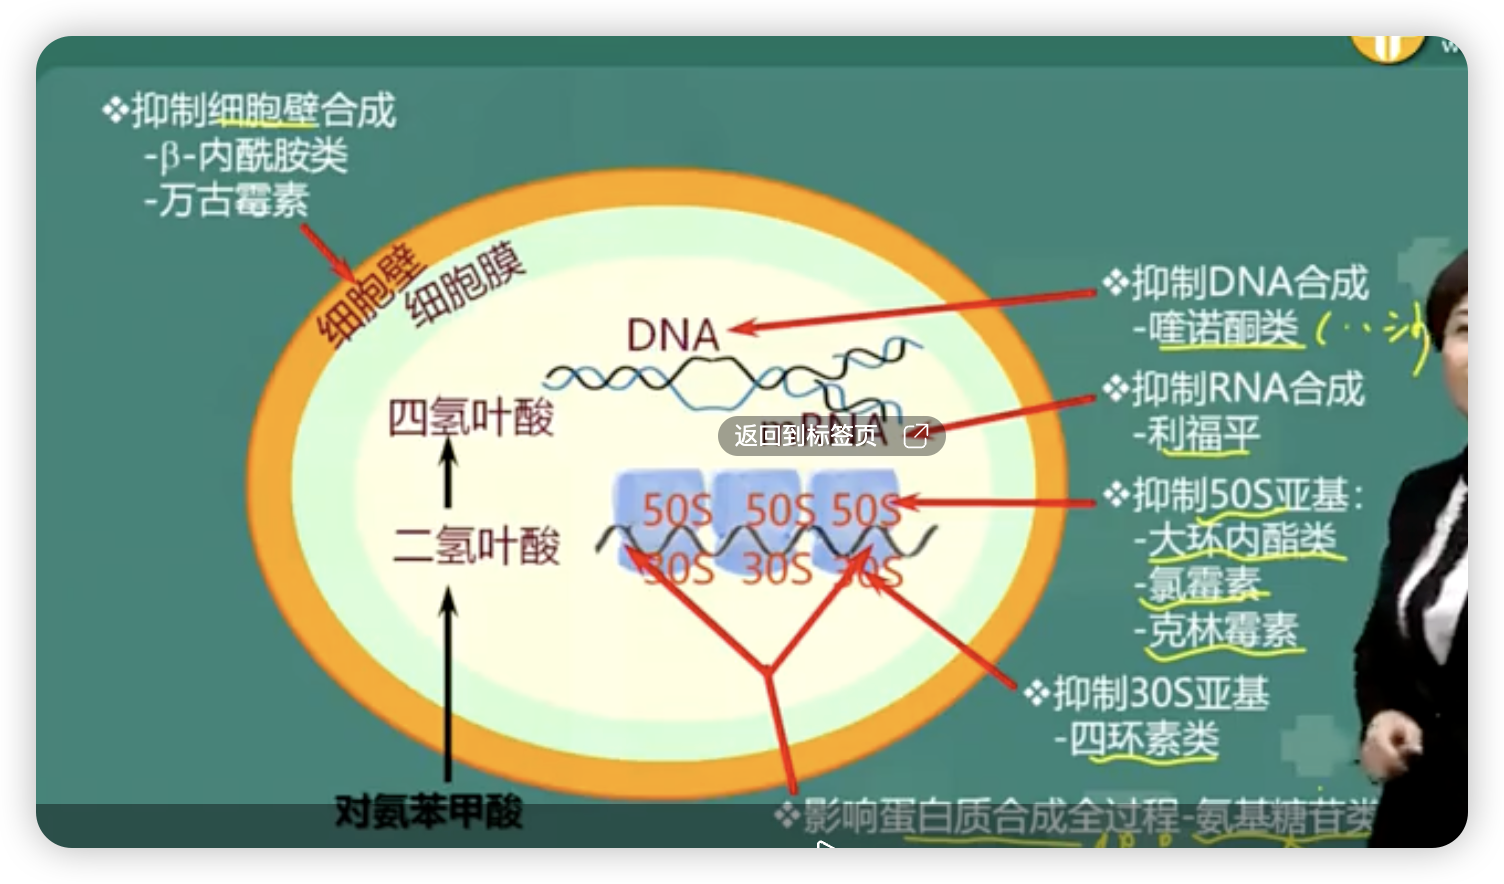 ❖抑制细胞壁合成
-β-内酰胺类
-万古霉素
细胞壁
细胞膜
DNA
❖抑制DNA合成
-喹诺酮类
❖抑制RNA合成
-利福平
四氢叶酸
mRNA
返回到标签页
50S 50S 50S
❖抑制50S亚基:
-大环内酯类
-氯霉素
-克林霉素
二氢叶酸
30S 30S 30S
❖抑制30S亚基
-四环素类
对氨苯甲酸
❖影响蛋白质合成全过程-氨基糖苷类